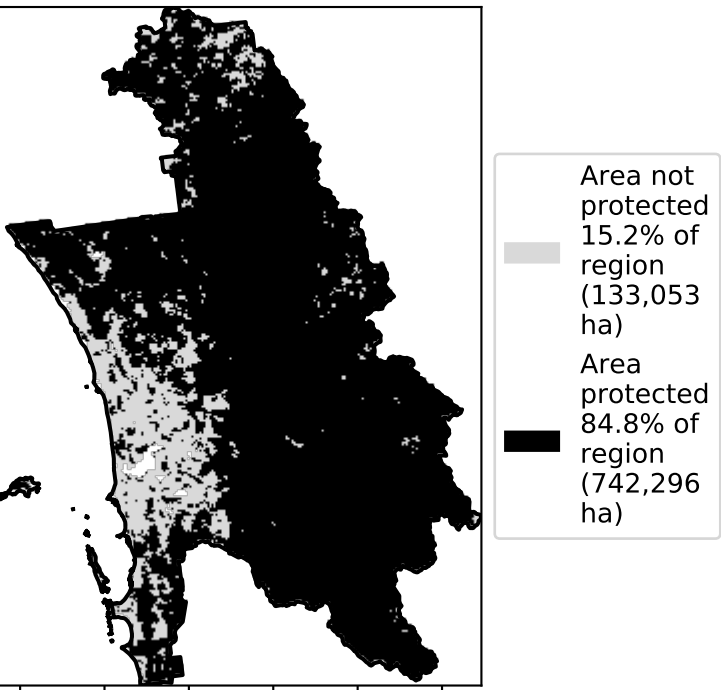 Area not
protected
15.2% of
region
(133,053
ha)
Area
protected
84.8% of
region
(742,296
ha)